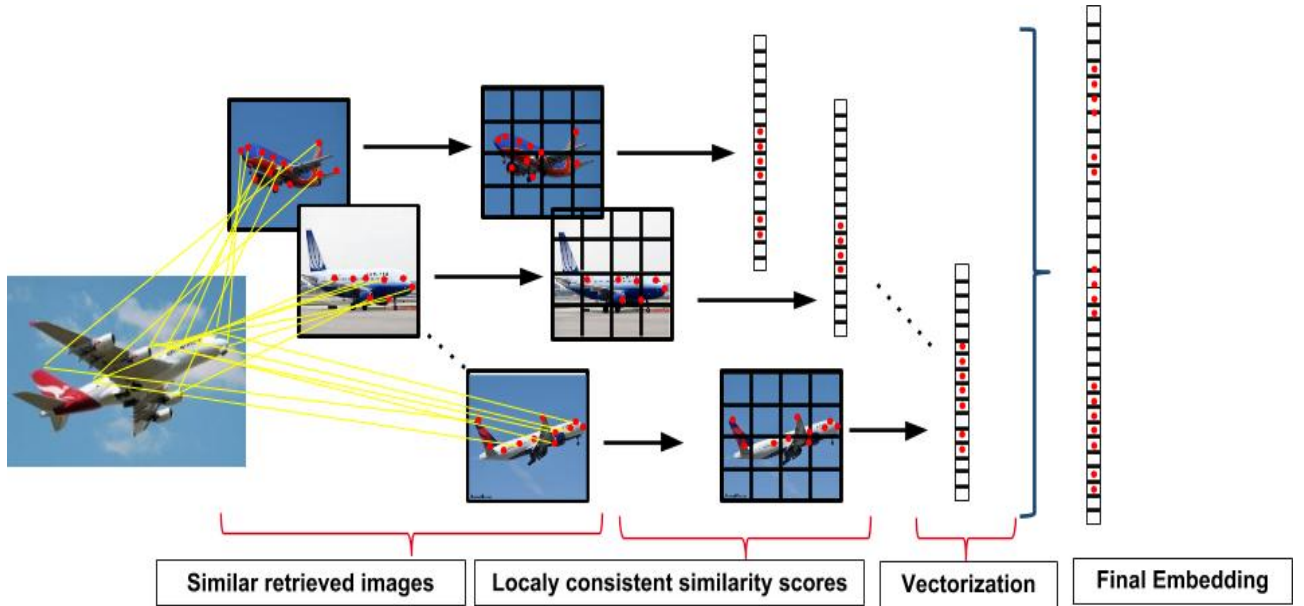 Similar retrieved images
Localy consistent similarity scores
Vectorization
Final Embedding